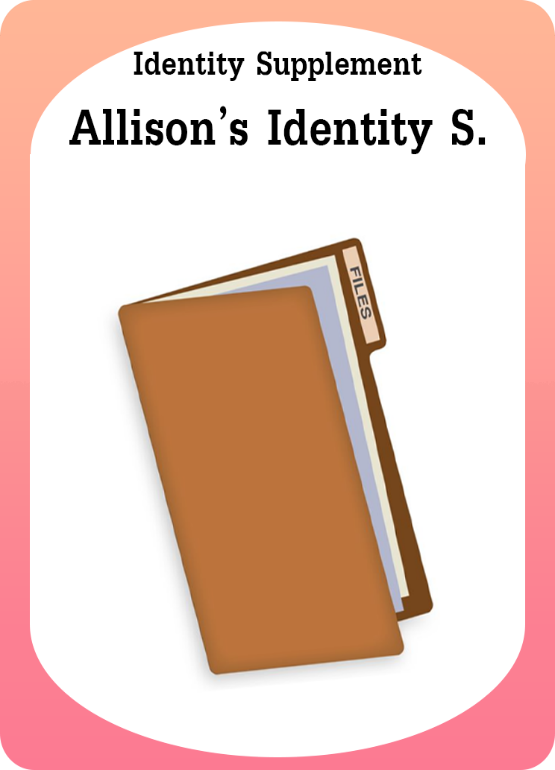 Identity Supplement
Allison's Identity S.
FILES